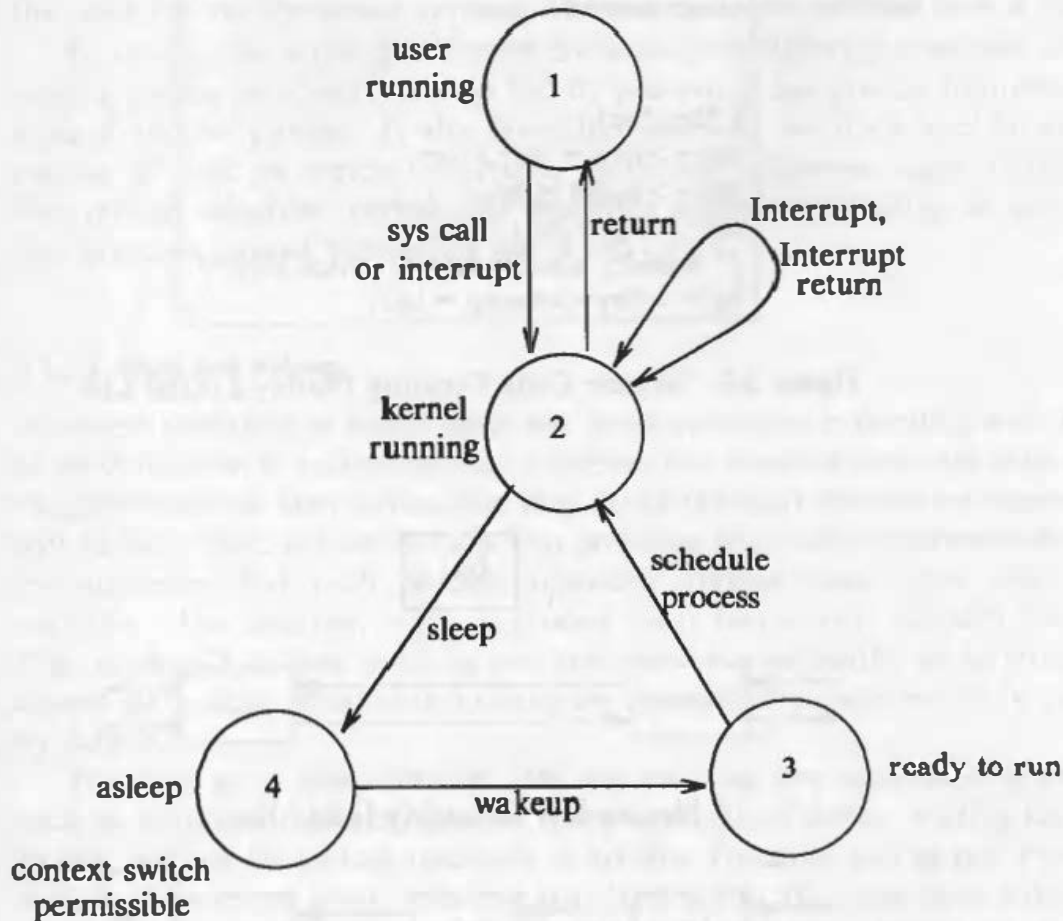 user
running
1
sys call
or interrupt
return
Interrupt,
Interrupt
return
kernel
running
2
sleep
schedule
process
asleep
4
wakeup
3
ready to run
context switch
permissible